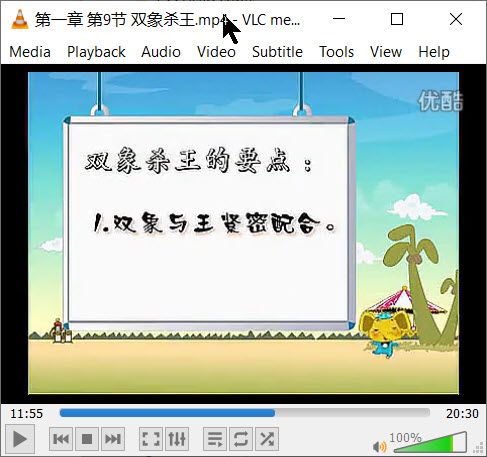 第一章 第9节 双象杀王.mp4 - VLC me...
Media Playback Audio Video Subtitle Tools View Help
优酷
双象杀王的要点：
1.双象与王紧密配合。
11:55 20:30
100%